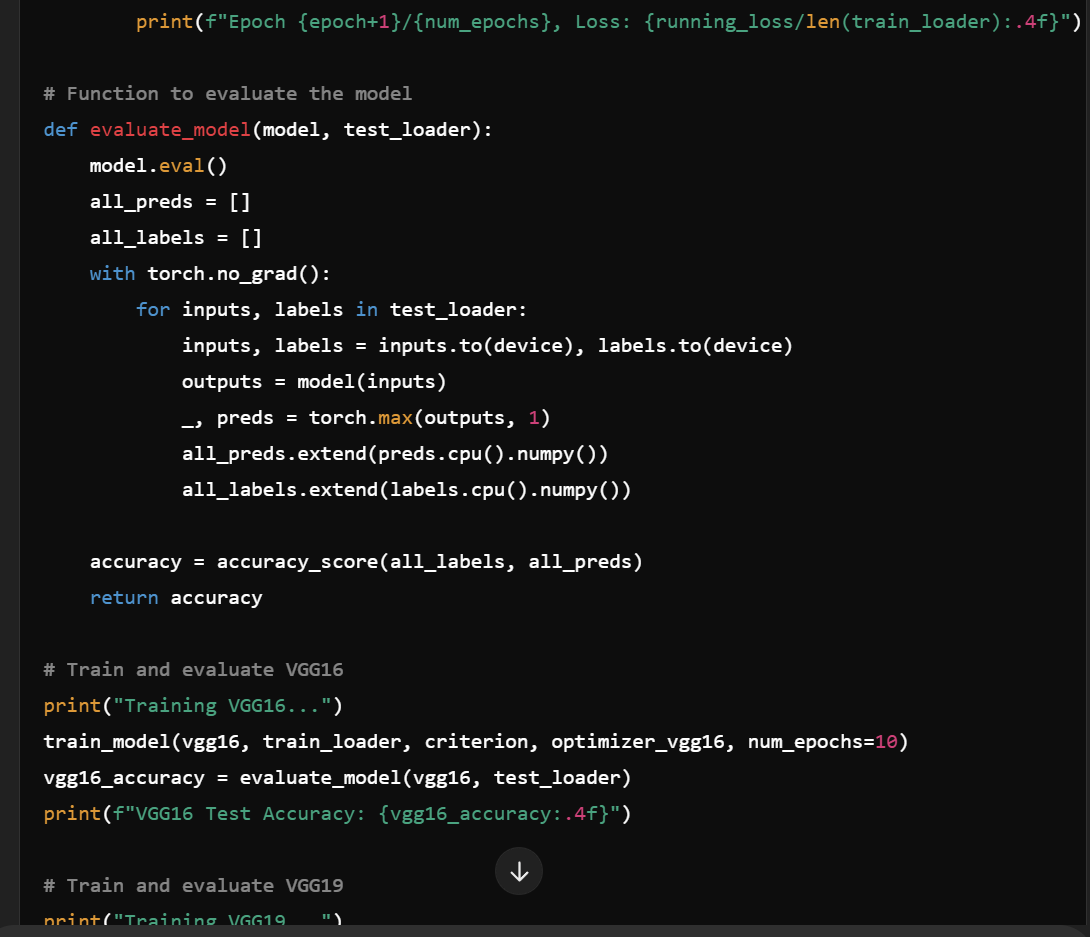 print(f"Epoch {epoch+1}/{num_epochs}, Loss: {running_loss/len(train_loader):.4f}")
# Function to evaluate the model
def evaluate_model(model, test_loader):
    model.eval()
    all_preds = []
    all_labels = []
    with torch.no_grad():
        for inputs, labels in test_loader:
            inputs, labels = inputs.to(device), labels.to(device)
            outputs = model(inputs)
            _, preds = torch.max(outputs, 1)
            all_preds.extend(preds.cpu().numpy())
            all_labels.extend(labels.cpu().numpy())
    accuracy = accuracy_score(all_labels, all_preds)
    return accuracy
# Train and evaluate VGG16
print("Training VGG16...")
train_model(vgg16, train_loader, criterion, optimizer_vgg16, num_epochs=10)
vgg16_accuracy = evaluate_model(vgg16, test_loader)
print(f"VGG16 Test Accuracy: {vgg16_accuracy:.4f}")
# Train and evaluate VGG19
print("Training VGG19...")